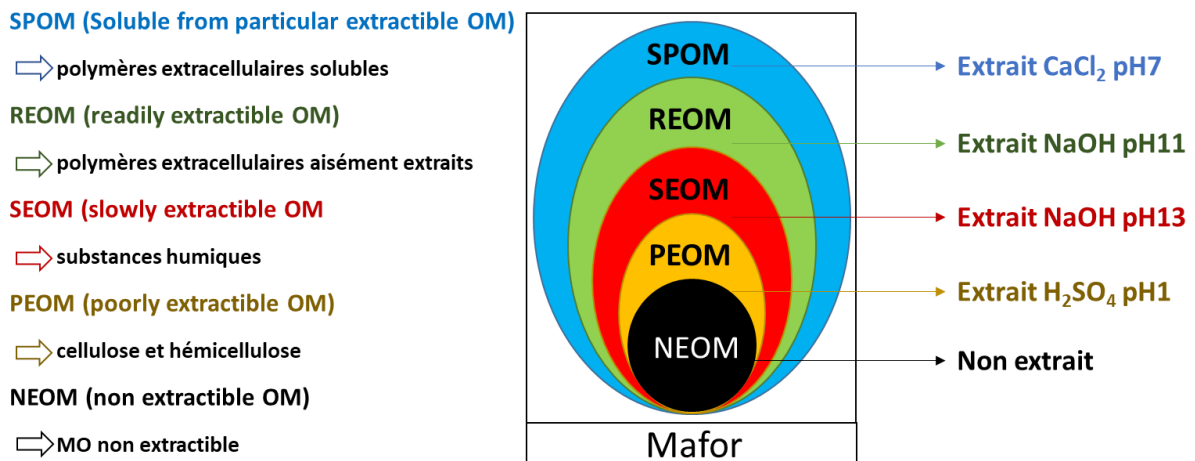 SPOM (Soluble from particular extractible OM)
polymères extracellulaires solubles
REOM (readily extractible OM)
polymères extracellulaires aisément extraits
SEOM (slowly extractible OM
substances humiques
PEOM (poorly extractible OM)
cellulose et hémicellulose
NEOM (non extractible OM)
MO non extractible
SPOM
REOM
SEOM
PEOM
NEOM
Mafor
Extrait CaCl₂ pH7
Extrait NaOH pH11
Extrait NaOH pH13
Extrait H₂SO₄ pH1
Non extrait